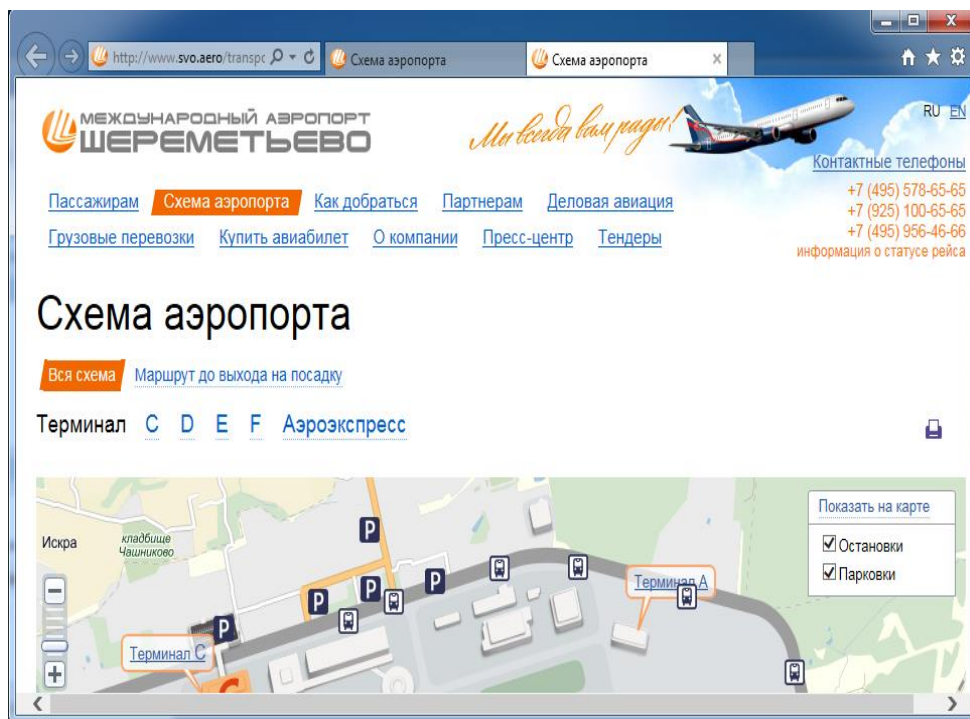 http://www.svo.aero/transpc
Схема аэропорта
Схема аэропорта
МЕЖДУНАРОДНЫЙ АЭРОПОРТ
ШЕРЕМЕТЬЕВО
Мы всегда вам рады!
RU EN
Контактные телефоны
+7 (495) 578-65-65
+7 (925) 100-65-65
+7 (495) 956-46-66
информация о статусе рейса
Пассажирам Схема аэропорта Как добраться Партнерам Деловая авиация
Грузовые перевозки Купить авиабилет О компании Пресс-центр Тендеры
Схема аэропорта
Вся схема Маршрут до выхода на посадку
Терминал C D E F Аэроэкспресс
Показать на карте
Остановки
Парковки
Искра
кладбище
Чашниково
P
P
P
P
P
Терминал A
Терминал C
C